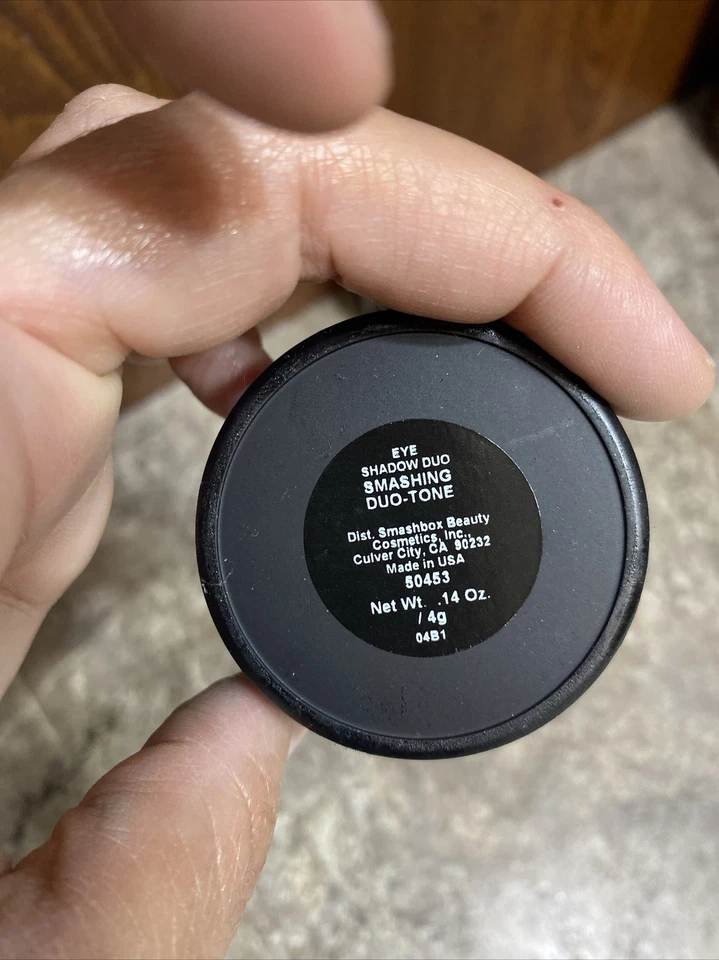 EYE
SHADOW DUO
SMASHING
DUO-TONE
Dist. Smashbox Beauty
Cosmetics, Inc.,
Culver City, CA 90232
Made in USA
50453
Net Wt. .14 Oz.
/ 4g
04B1